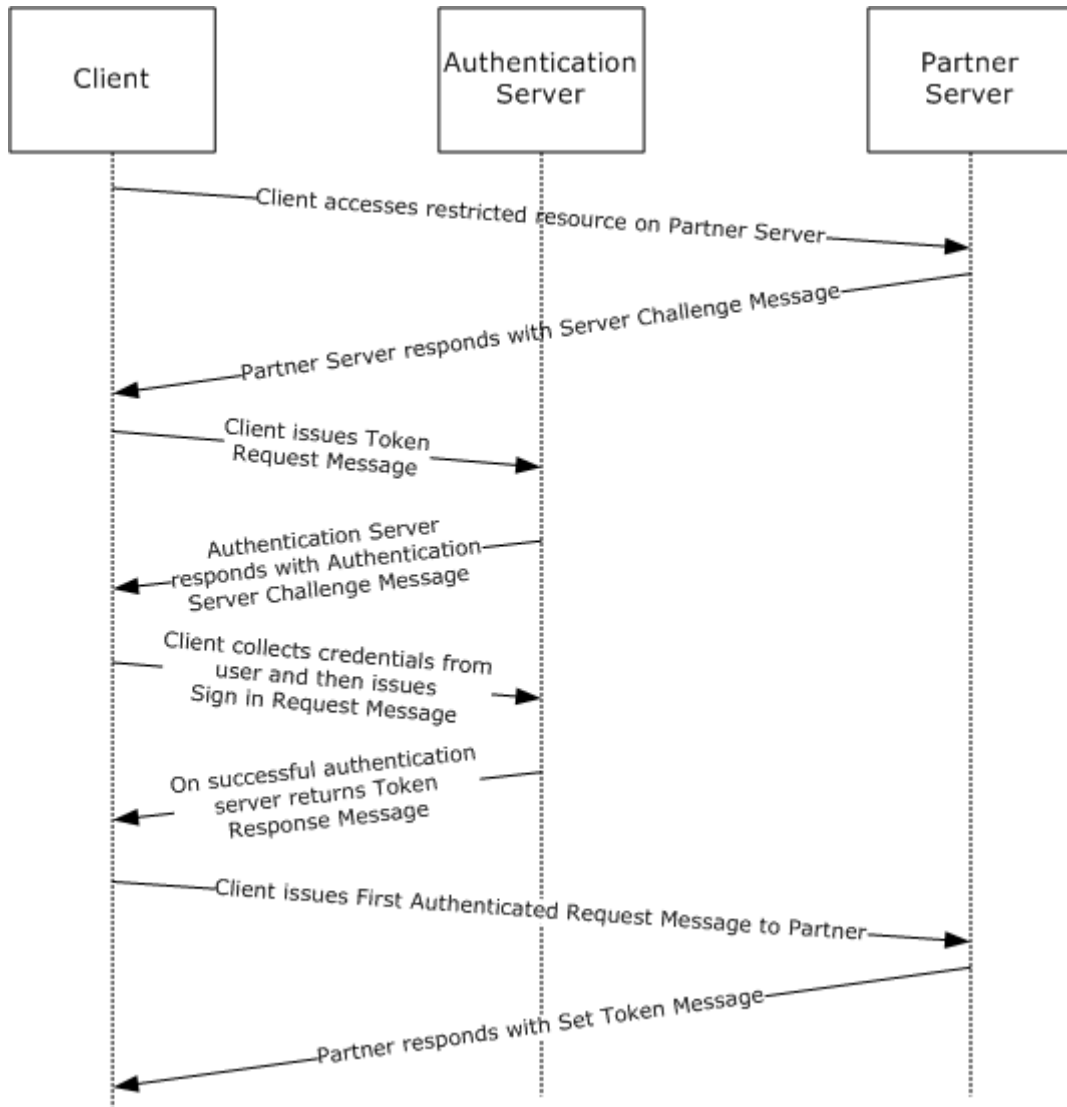 Client
Authentication
Server
Partner
Server
Client accesses restricted resource on Partner Server
Partner Server responds with Server Challenge Message
Client issues Token
Request Message
Authentication Server
responds with Authentication
Server Challenge Message
Client collects credentials from
user and then issues
Sign in Request Message
On successful authentication
server returns Token
Response Message
Client issues First Authenticated Request Message to Partner
Partner responds with Set Token Message